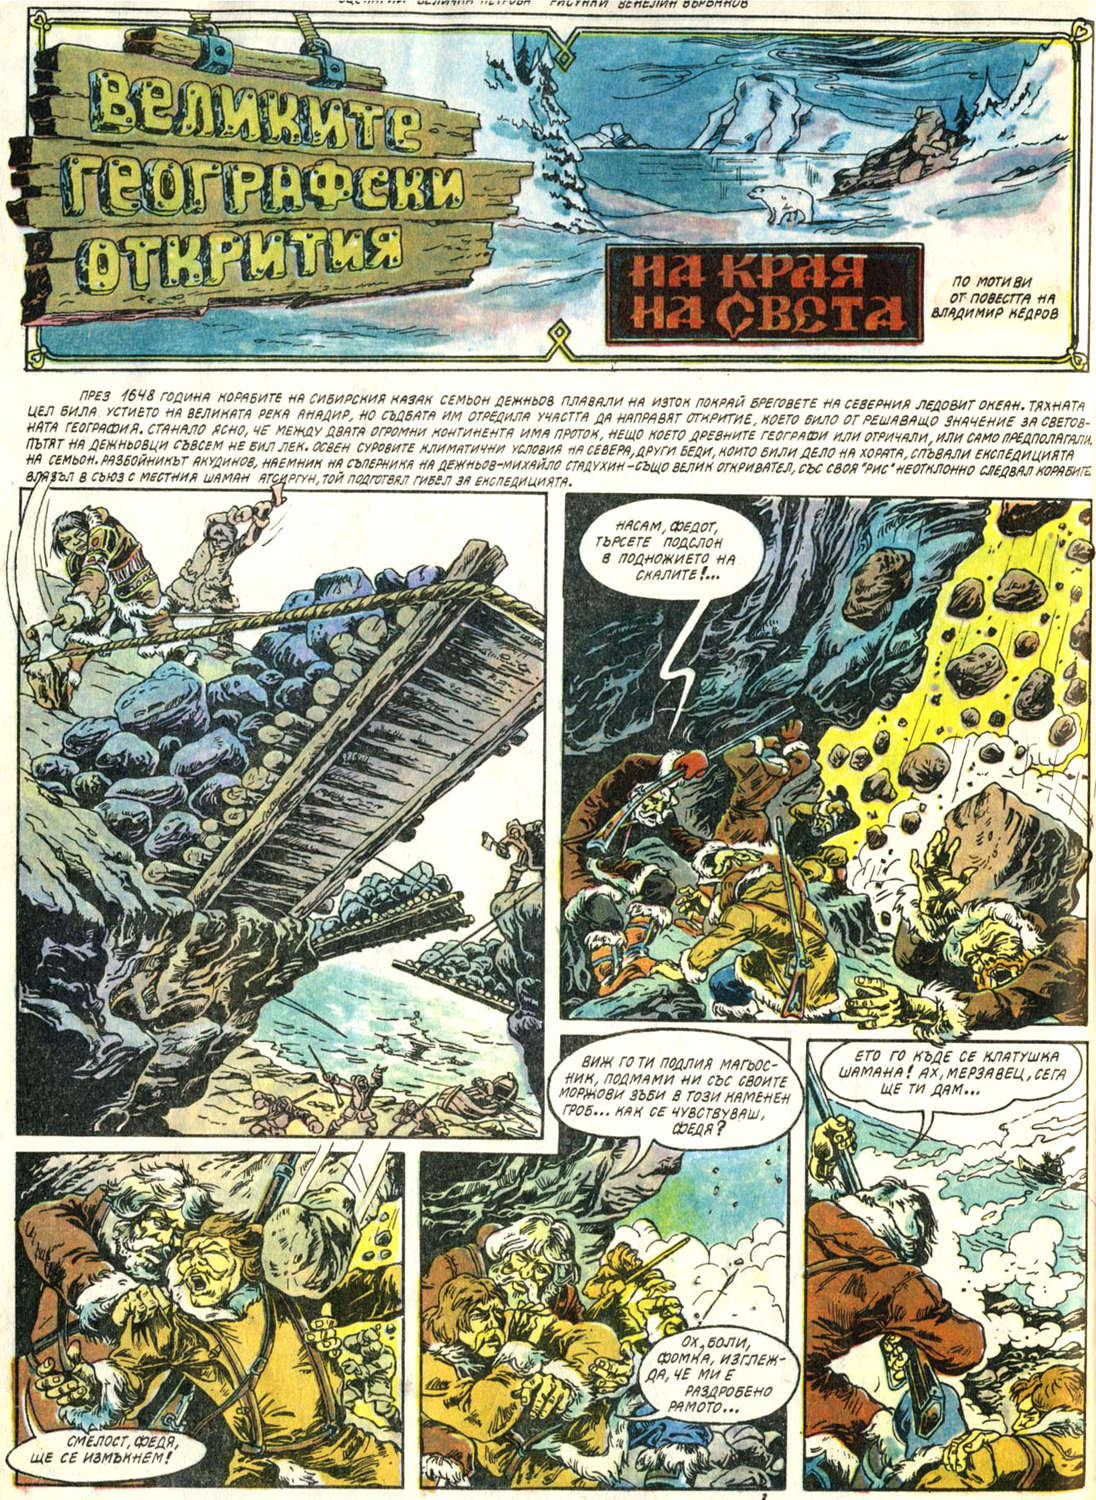 СЦЕНАРИЙ ВЕЛИЧКА ПЕТРОВА РИСУНКИ ВЕНЕЛИН ВЪРБАНОВ
ВЕЛИКИТЕ
ГЕОГРАФСКИ
ОТКРИТИЯ
НА КРАЯ
НА СВЕТА
ПО МОТИВИ
ОТ ПОВЕСТТА НА
ВЛАДИМИР КЕДРОВ
ПРЕЗ 1648 ГОДИНА КОРАБИТЕ НА СИБИРСКИЯ КАЗАК СЕМЬОН ДЕЖНЬОВ ПЛАВАЛИ НА ИЗТОК ПОКРАЙ БРЕГОВЕТЕ НА СЕВЕРНИЯ ЛЕДОВИТ ОКЕАН. ТЯХНАТА
ЦЕЛ БИЛА УСТИЕТО НА ВЕЛИКАТА РЕКА АНАДИР, НО СЪДБАТА ИМ ОТРЕДИЛА УЧАСТТА ДА НАПРАВЯТ ОТКРИТИЕ, КОЕТО БИЛО ОТ РЕШАВАЩО ЗНАЧЕНИЕ ЗА СВЕТОВ-
НАТА ГЕОГРАФИЯ. СТАНАЛО ЯСНО, ЧЕ МЕЖДУ ДВАТА ОГРОМНИ КОНТИНЕНТА ИМА ПРОТОК, НЕЩО КОЕТО ДРЕВНИТЕ ГЕОГРАФИ ИЛИ ОТРИЧАЛИ, ИЛИ САМО ПРЕДПОЛАГАЛИ.
ПЪТЯТ НА ДЕЖНЬОВЦИ СЪВСЕМ НЕ БИЛ ЛЕК. ОСВЕН СУРОВИТЕ КЛИМАТИЧНИ УСЛОВИЯ НА СЕВЕРА, ДРУГИ БЕДИ, КОИТО БИЛИ ДЕЛО НА ХОРАТА, СПЪВАЛИ ЕКСПЕДИЦИЯТА
НА СЕМЬОН. РАЗБОЙНИКЪТ АКУДИНОВ, НАЕМНИК НА СЪПЕРНИКА НА ДЕЖНЬОВ-МИХАЙЛО СТАДУХИН-СЪЩО ВЕЛИК ОТКРИВАТЕЛ, СЪС СВОЯ "РИС" НЕОТКЛОННО СЛЕДВАЛ КОРАБИТЕ.
ВЛЯЗЪЛ В СЪЮЗ С МЕСТНИЯ ШАМАН АТСИРГУН, ТОЙ ПОДГОТВЯЛ ГИБЕЛ ЗА ЕКСПЕДИЦИЯТА.
НАСАМ, ФЕДОТ,
ТЪРСЕТЕ ПОДСЛОН
В ПОДНОЖИЕТО НА
СКАЛИТЕ!...
СМЕЛОСТ, ФЕДЯ,
ЩЕ СЕ ИЗМЪКНЕМ!
ВИЖ ГО ТИ ПОДЛИЯ МАГЬОС-
НИК, ПОДМАМИ НИ СЪС СВОИТЕ
МОРЖОВИ ЗЪБИ В ТОЗИ КАМЕНЕН
ГРОБ... КАК СЕ ЧУВСТВУВАШ,
ФЕДЯ?
ОХ, БОЛИ,
ФОМКА, ИЗГЛЕЖ-
ДА, ЧЕ МИ Е
РАЗДРОБЕНО
РАМОТО...
ЕТО ГО КЪДЕ СЕ КЛАТУШКА
ШАМАНА! АХ, МЕРЗАВЕЦ, СЕГА
ЩЕ ТИ ДАМ...